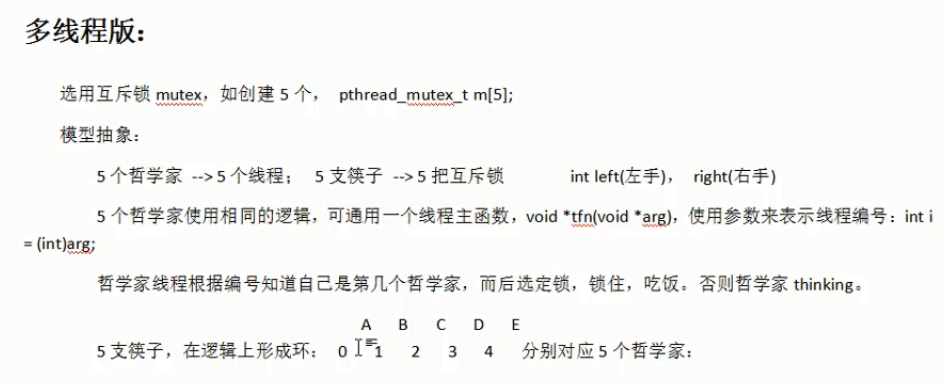 多线程版：
选用互斥锁 mutex，如创建 5 个， pthread_mutex_t m[5];
模型抽象：
5 个哲学家 --> 5 个线程； 5 支筷子 --> 5 把互斥锁 int left(左手)， right(右手)
5 个哲学家使用相同的逻辑，可通用一个线程主函数，void *tfn(void *arg)，使用参数来表示线程编号：int i
= (int)arg;
哲学家线程根据编号知道自己是第几个哲学家，而后选定锁，锁住，吃饭。否则哲学家 thinking。
A B C D E
5 支筷子，在逻辑上形成环： 0 1 2 3 4 分别对应 5 个哲学家：